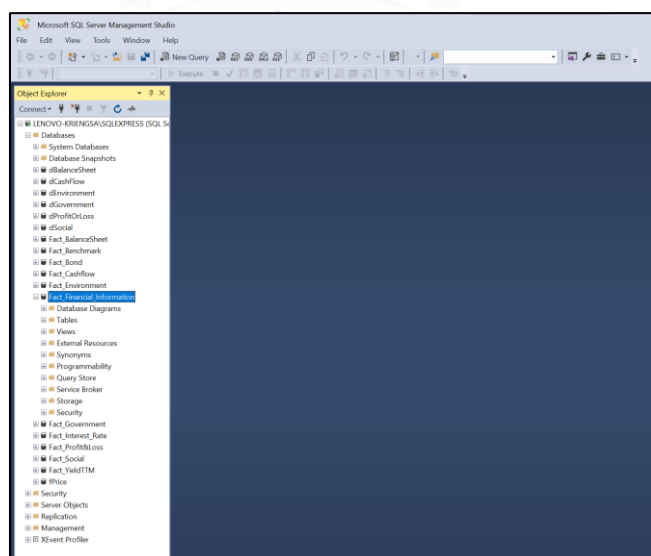 Microsoft SQL Server Management Studio
File Edit View Tools Window Help
New Query
Execute
Object Explorer
Connect
LENOVO-KRIENGSA\SQLEXPRESS (SQL Se
Databases
System Databases
Database Snapshots
dBalanceSheet
dCashFlow
dEnvironment
dGovernment
dProfitOrLoss
dSocial
Fact_BalanceSheet
Fact_Benchmark
Fact_Bond
Fact_Cashflow
Fact_Environment
Fact_Financial_Information
Database Diagrams
Tables
Views
External Resources
Synonyms
Programmability
Query Store
Service Broker
Storage
Security
Fact_Government
Fact_Interest_Rate
Fact_Profit&Loss
Fact_Social
Fact_YieldTTM
fPrice
Security
Server Objects
Replication
Management
XEvent Profiler